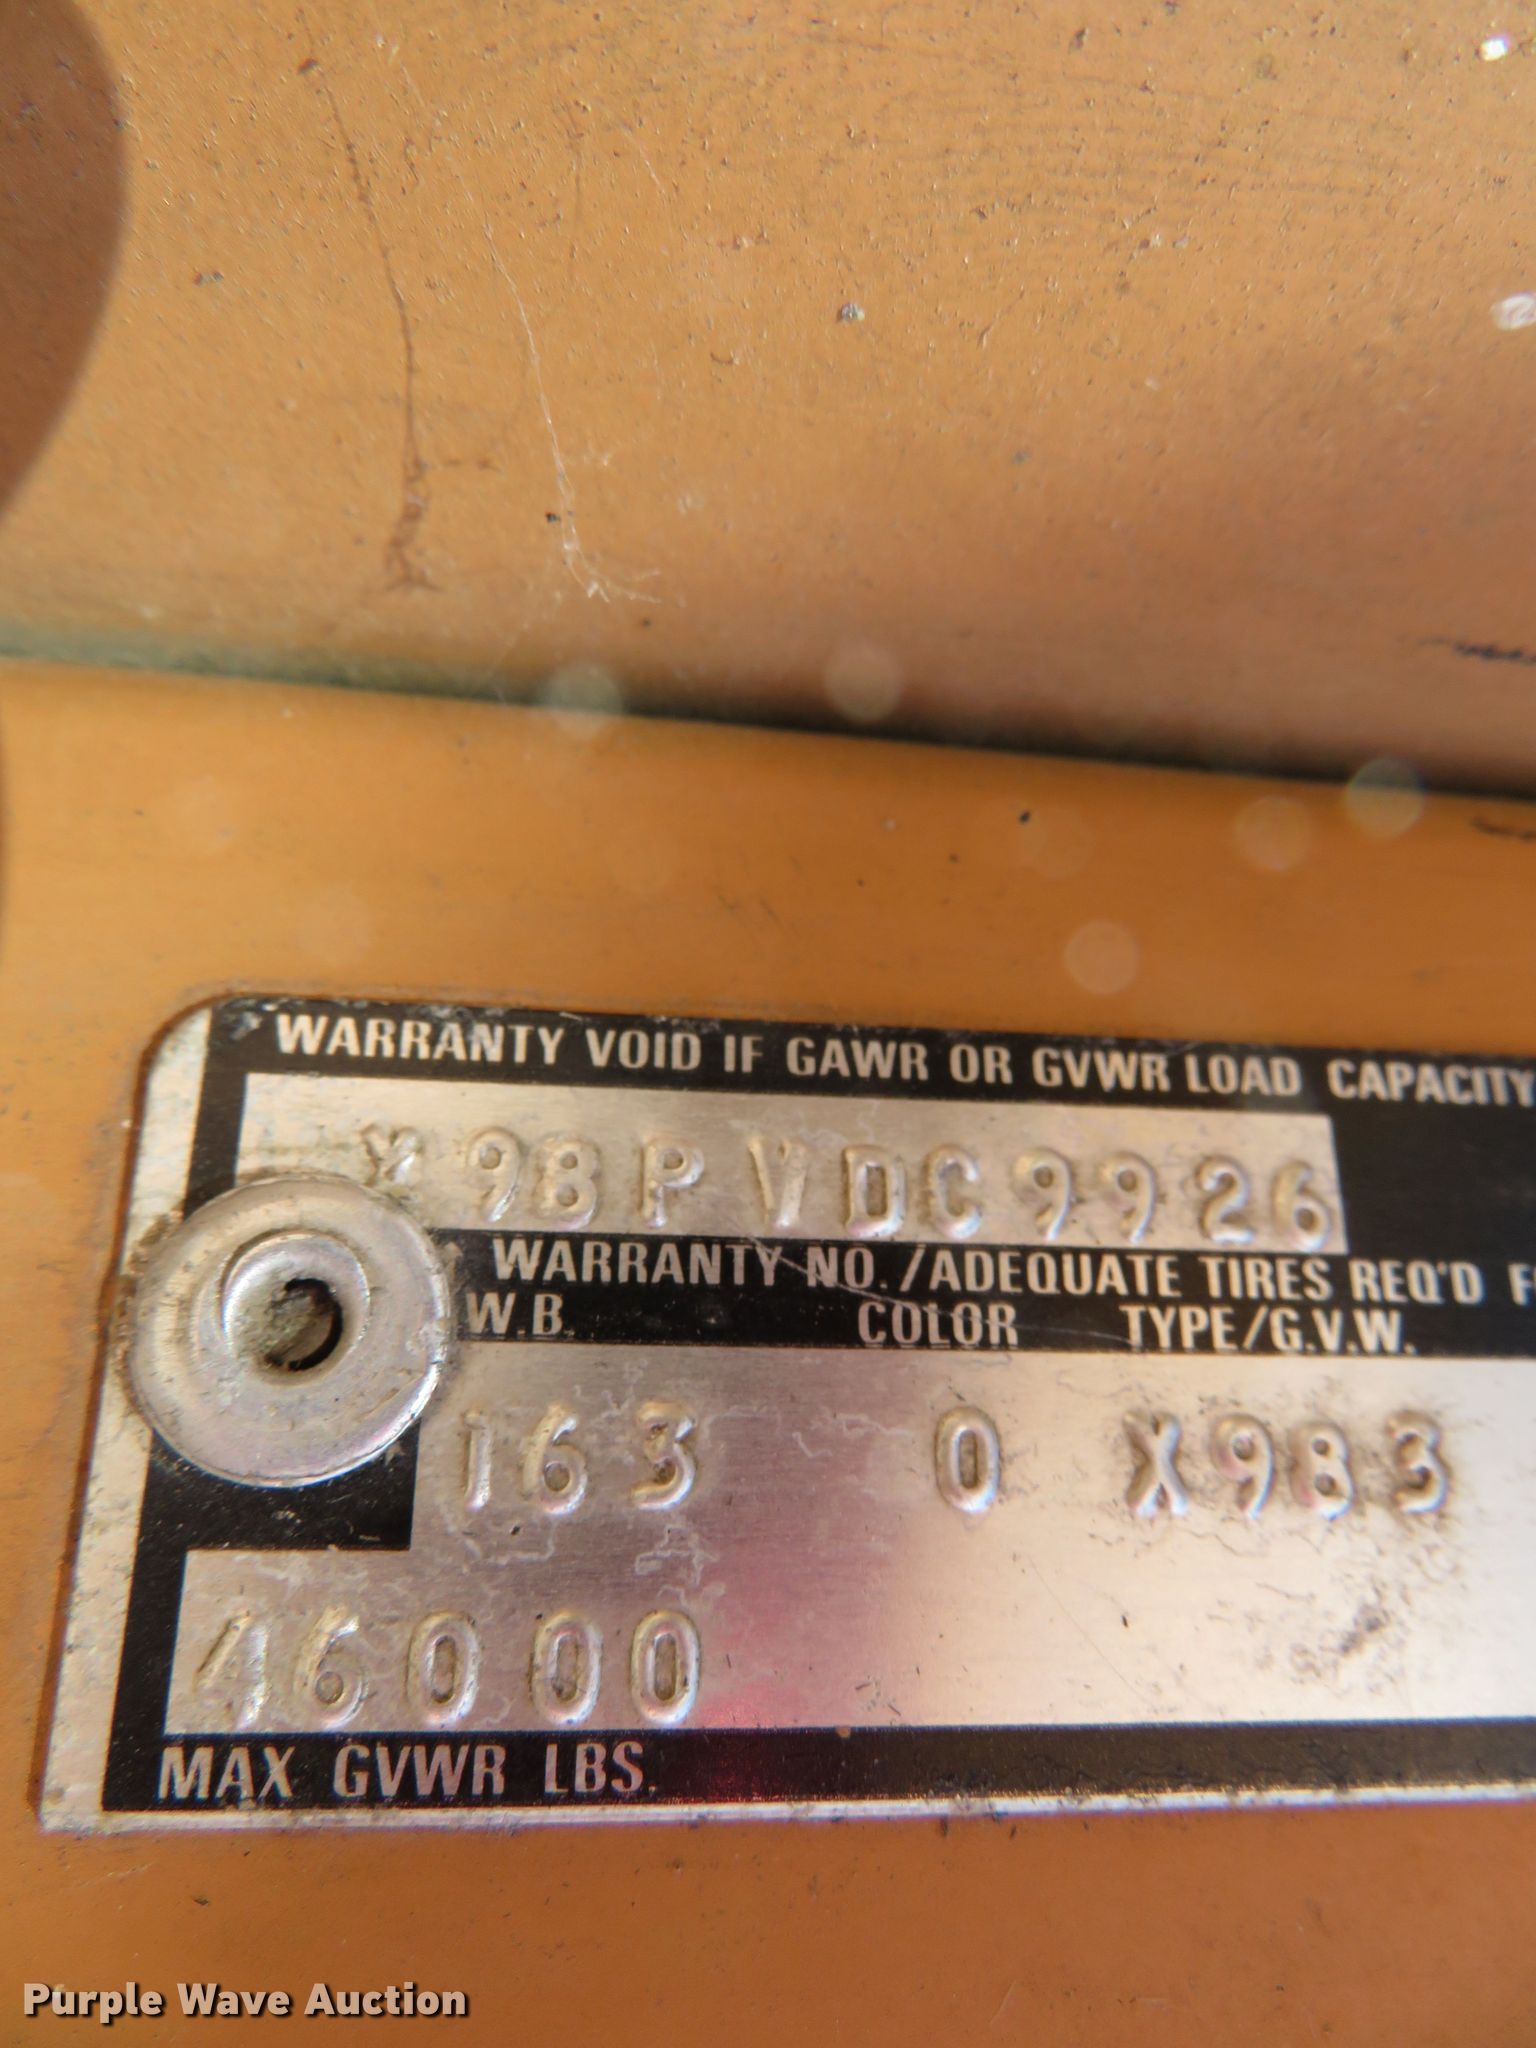 WARRANTY VOID IF GAWR OR GVWR LOAD CAPACITY
Y98PVDC9926
WARRANTY NO./ADEQUATE TIRES REQ'D
W.B. COLOR TYPE/G.V.W.
163 0 X983
46000
MAX GVWR LBS.
Purple Wave Auction